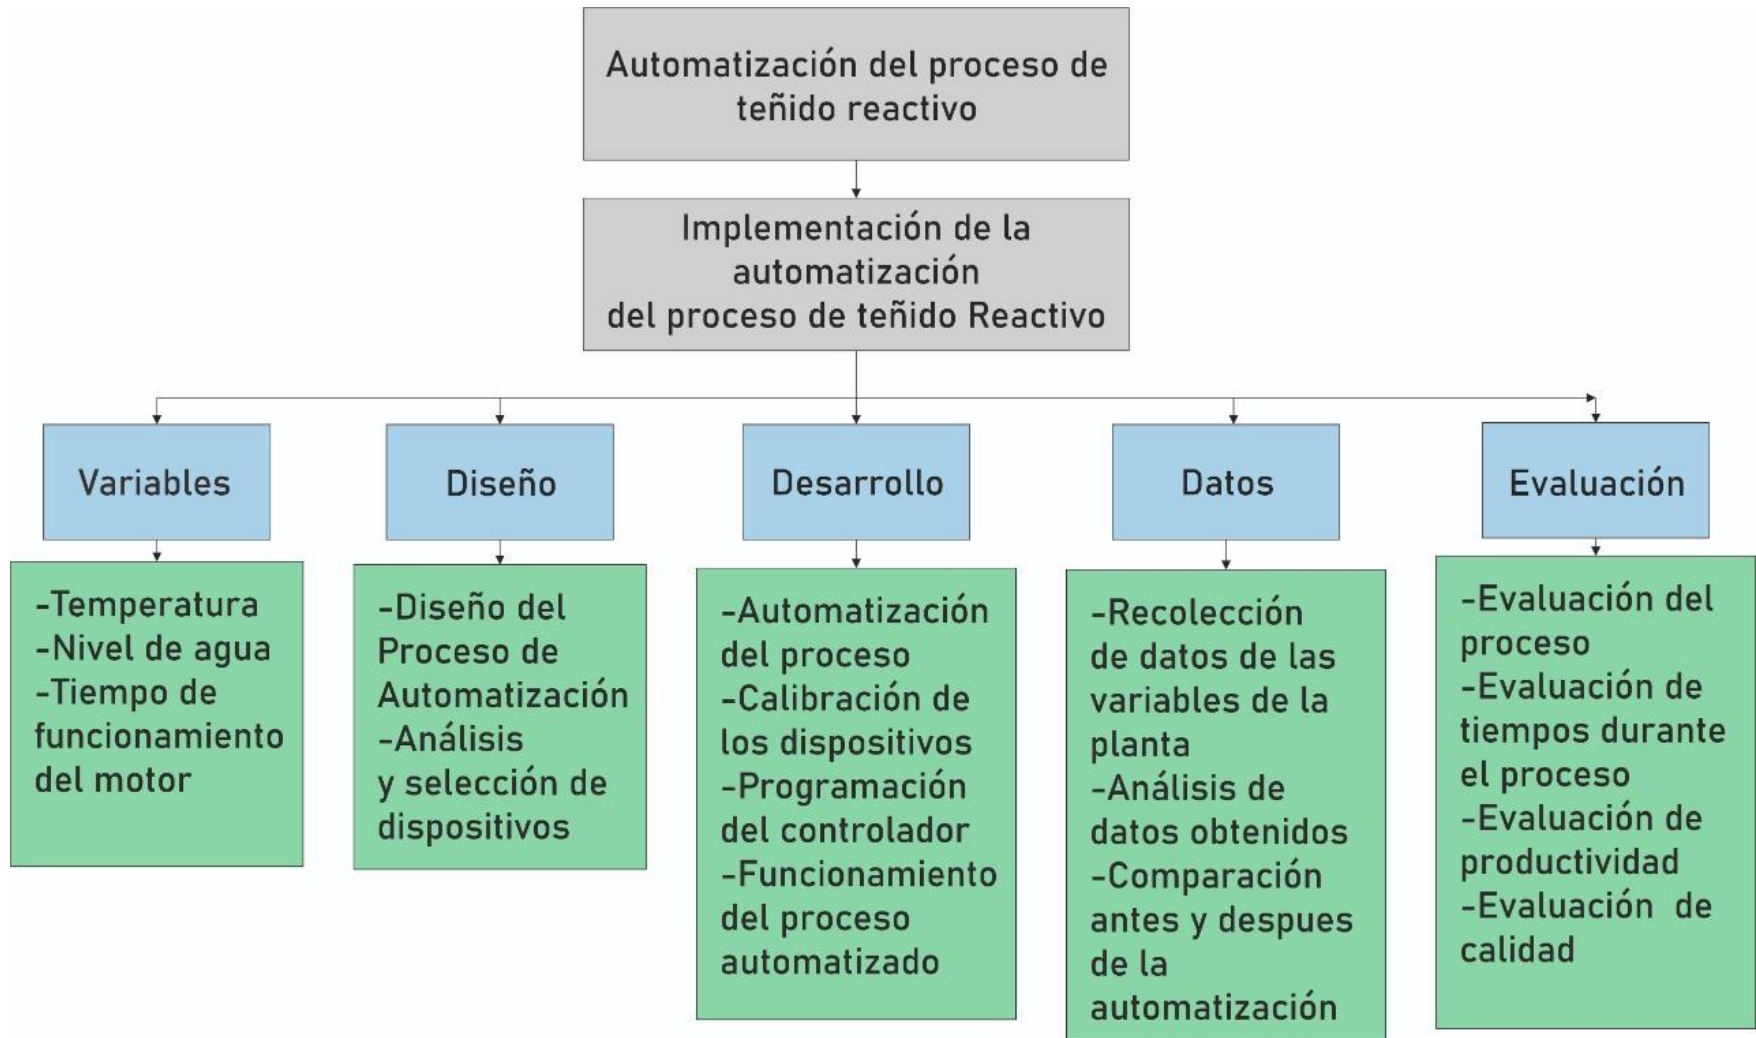 Automatización del proceso de
teñido reactivo
Implementación de la
automatización
del proceso de teñido Reactivo
Variables
Diseño
Desarrollo
Datos
Evaluación
-Temperatura
-Nivel de agua
-Tiempo de
funcionamiento
del motor
-Diseño del
Proceso de
Automatización
-Análisis
y selección de
dispositivos
-Automatización
del proceso
-Calibración de
los dispositivos
-Programación
del controlador
-Funcionamiento
del proceso
automatizado
-Recolección
de datos de las
variables de la
planta
-Análisis de
datos obtenidos
-Comparación
antes y despues
de la
automatización
-Evaluación del
proceso
-Evaluación de
tiempos durante
el proceso
-Evaluación de
productividad
-Evaluación  de
calidad